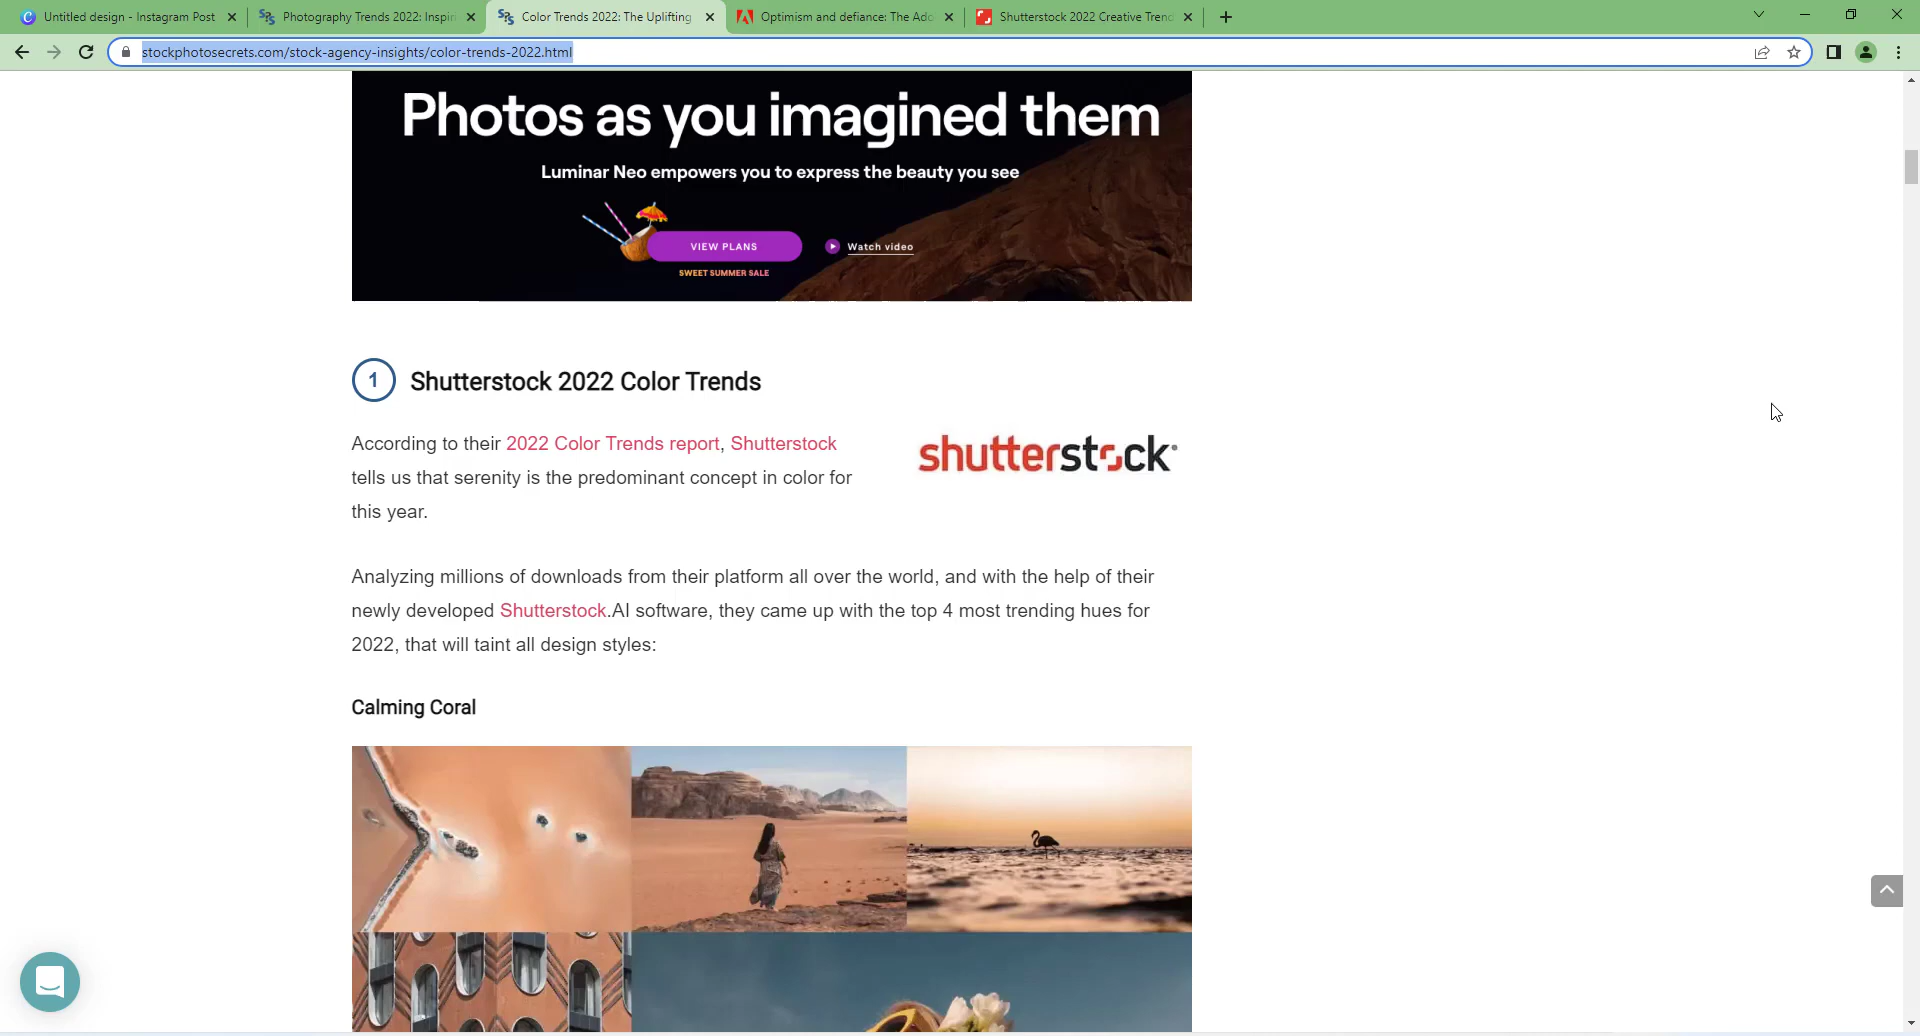 Untitled design - Instagram Post
Photography Trends 2022: Inspir
Color Trends 2022: The Uplifting
Optimism and defiance: The Ado
Shutterstock 2022 Creative Trenc
stockphotosecrets.com/stock-agency-insights/color-trends-2022.html
Photos as you imagined them
Luminar Neo empowers you to express the beauty you see
VIEW PLANS
Watch video
SWEET SUMMER SALE
1 Shutterstock 2022 Color Trends
According to their 2022 Color Trends report, Shutterstock
tells us that serenity is the predominant concept in color for
this year.
shutterstock
Analyzing millions of downloads from their platform all over the world, and with the help of their
newly developed Shutterstock.AI software, they came up with the top 4 most trending hues for
2022, that will taint all design styles:
Calming Coral